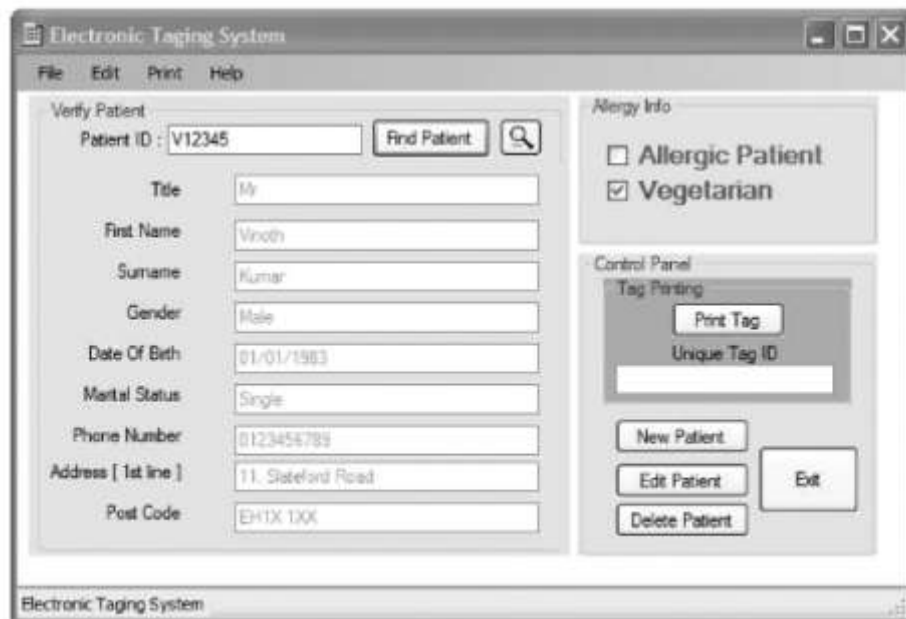 Electronic Taging System
File Edit Print Help
Verify Patient
Patient ID : V12345 Find Patient
Title Mr
First Name Vinoth
Surname Kumar
Gender Male
Date Of Birth 01/01/1983
Marital Status Single
Phone Number 0123456789
Address [ 1st line ] 11, Slateford Road
Post Code EH1X 1XX
Allergy Info
Allergic Patient
Vegetarian
Control Panel
Tag Printing
Print Tag
Unique Tag ID
New Patient
Edit Patient
Delete Patient
Exit
Electronic Taging System